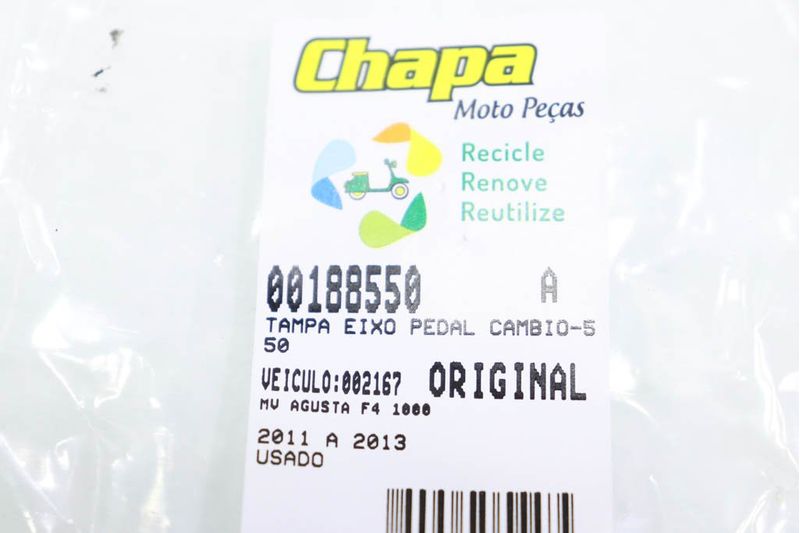 Chapa
Moto Peças
Recicle
Renove
Reutilize
00188550 A
TAMPA EIXO PEDAL CAMBIO-5
50
VEICULO:002167 ORIGINAL
MV AGUSTA F4 1000
2011 A 2013
USADO